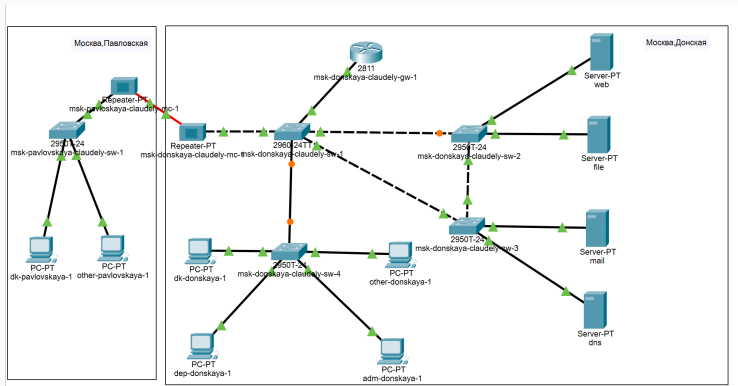 Москва,Павловская
Москва,Донская
Repeater-PT
msk-pavloskaya-claudely-mc-1
2950T-24
msk-pavlovskaya-claudely-sw-1
PC-PT
dk-pavlovskaya-1
PC-PT
other-pavlovskaya-1
2811
msk-donskaya-claudely-gw-1
Repeater-PT
msk-donskaya-claudely-mc-1
2960-24TT
msk-donskaya-claudely-sw-1
2950T-24
msk-donskaya-claudely-sw-2
Server-PT
web
Server-PT
file
2950T-24
msk-donskaya-claudely-sw-3
Server-PT
mail
Server-PT
dns
2950T-24
msk-donskaya-claudely-sw-4
PC-PT
dk-donskaya-1
PC-PT
other-donskaya-1
PC-PT
dep-donskaya-1
PC-PT
adm-donskaya-1